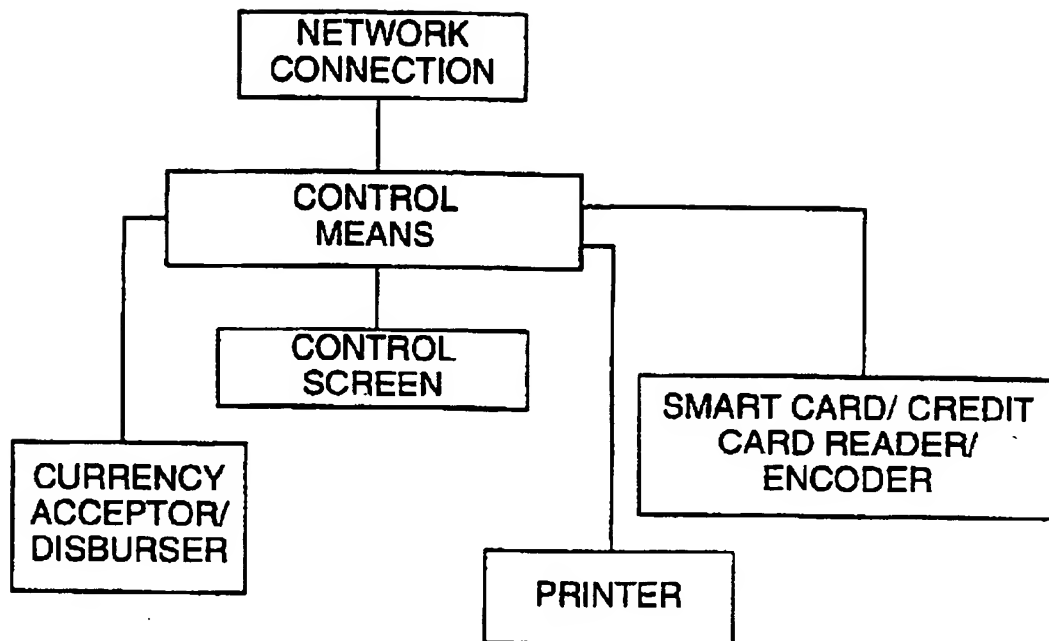 NETWORK
CONNECTION
CONTROL
MEANS
CONTROL
SCREEN
SMART CARD/ CREDIT
CARD READER/
ENCODER
CURRENCY
ACCEPTOR/
DISBURSER
PRINTER